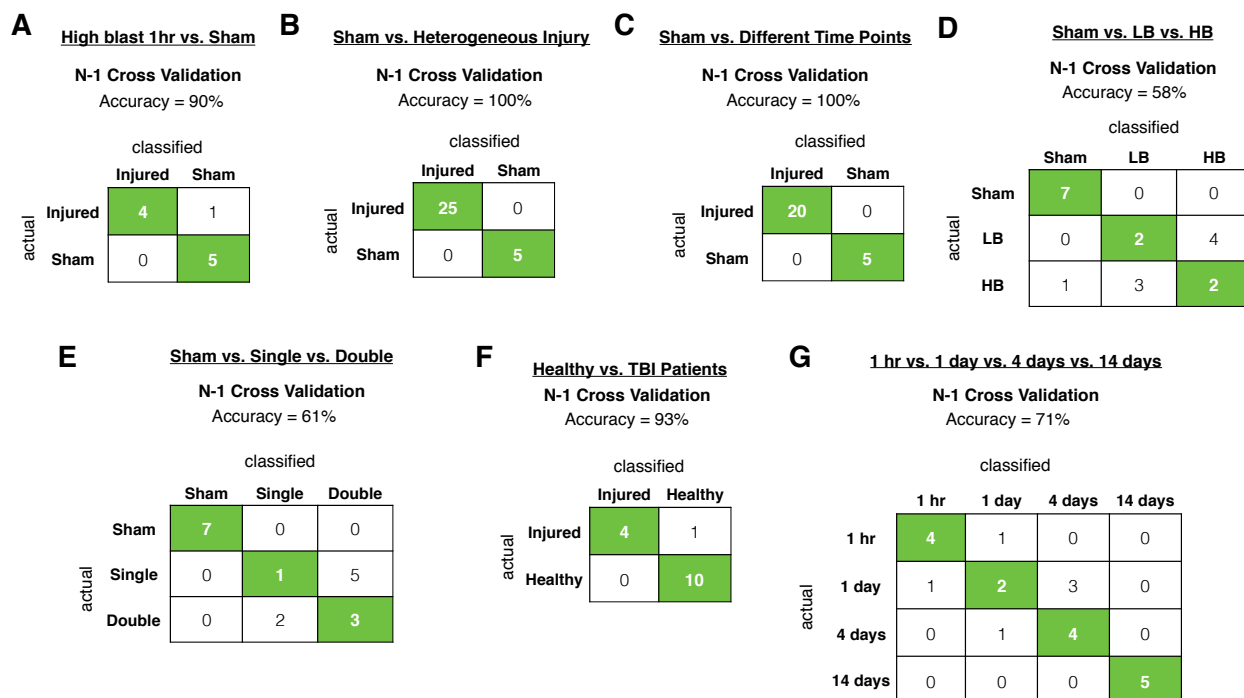 A
High blast 1hr vs. Sham
N-1 Cross Validation
Accuracy = 90%
classified
Injured Sham
actual
Injured 4 1
Sham 0 5
B
Sham vs. Heterogeneous Injury
N-1 Cross Validation
Accuracy = 100%
classified
Injured Sham
actual
Injured 25 0
Sham 0 5
C
Sham vs. Different Time Points
N-1 Cross Validation
Accuracy = 100%
classified
Injured Sham
actual
Injured 20 0
Sham 0 5
D
Sham vs. LB vs. HB
N-1 Cross Validation
Accuracy = 58%
classified
Sham LB HB
actual
Sham 7 0 0
LB 0 2 4
HB 1 3 2
E
Sham vs. Single vs. Double
N-1 Cross Validation
Accuracy = 61%
classified
Sham Single Double
actual
Sham 7 0 0
Single 0 1 5
Double 0 2 3
F
Healthy vs. TBI Patients
N-1 Cross Validation
Accuracy = 93%
classified
Injured Healthy
actual
Injured 4 1
Healthy 0 10
G
1 hr vs. 1 day vs. 4 days vs. 14 days
N-1 Cross Validation
Accuracy = 71%
classified
1 hr 1 day 4 days 14 days
actual
1 hr 4 1 0 0
1 day 1 2 3 0
4 days 0 1 4 0
14 days 0 0 0 5